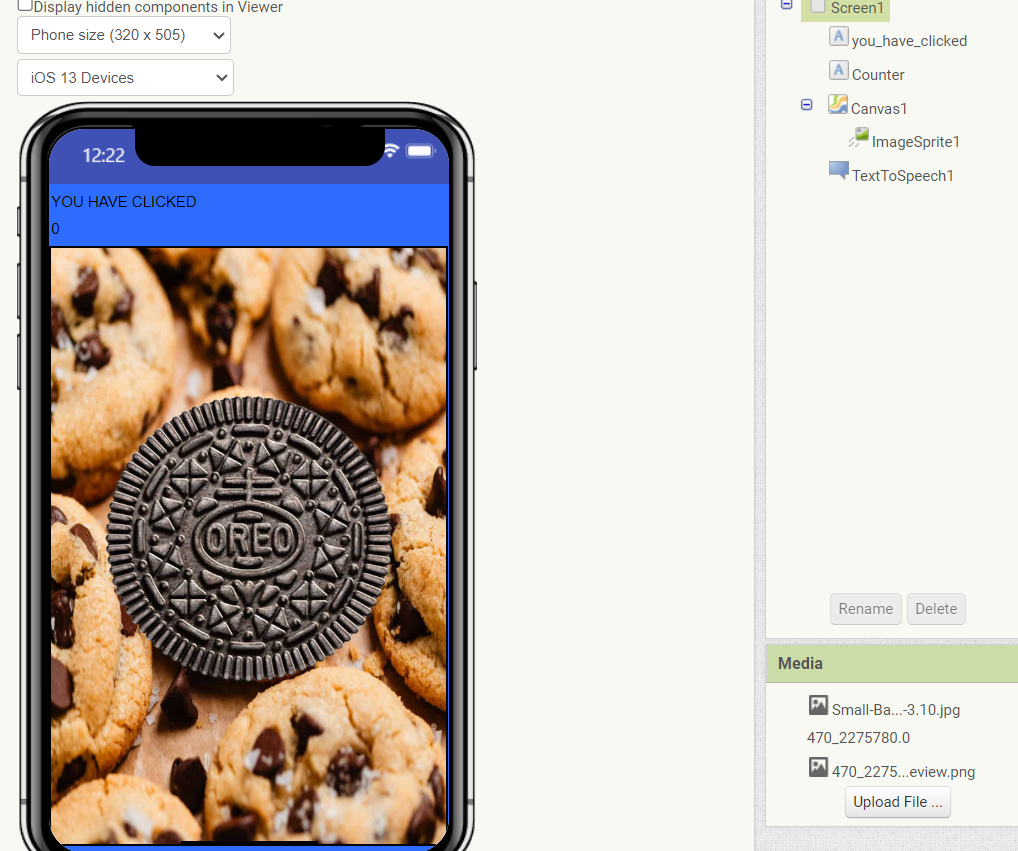 Display hidden components in Viewer
Phone size (320 x 505)
iOS 13 Devices
12:22
YOU HAVE CLICKED
0
OREO
Screen1
you_have_clicked
Counter
Canvas1
ImageSprite1
TextToSpeech1
Rename
Delete
Media
Small-Ba...-3.10.jpg
470_2275780.0
470_2275...eview.png
Upload File ...